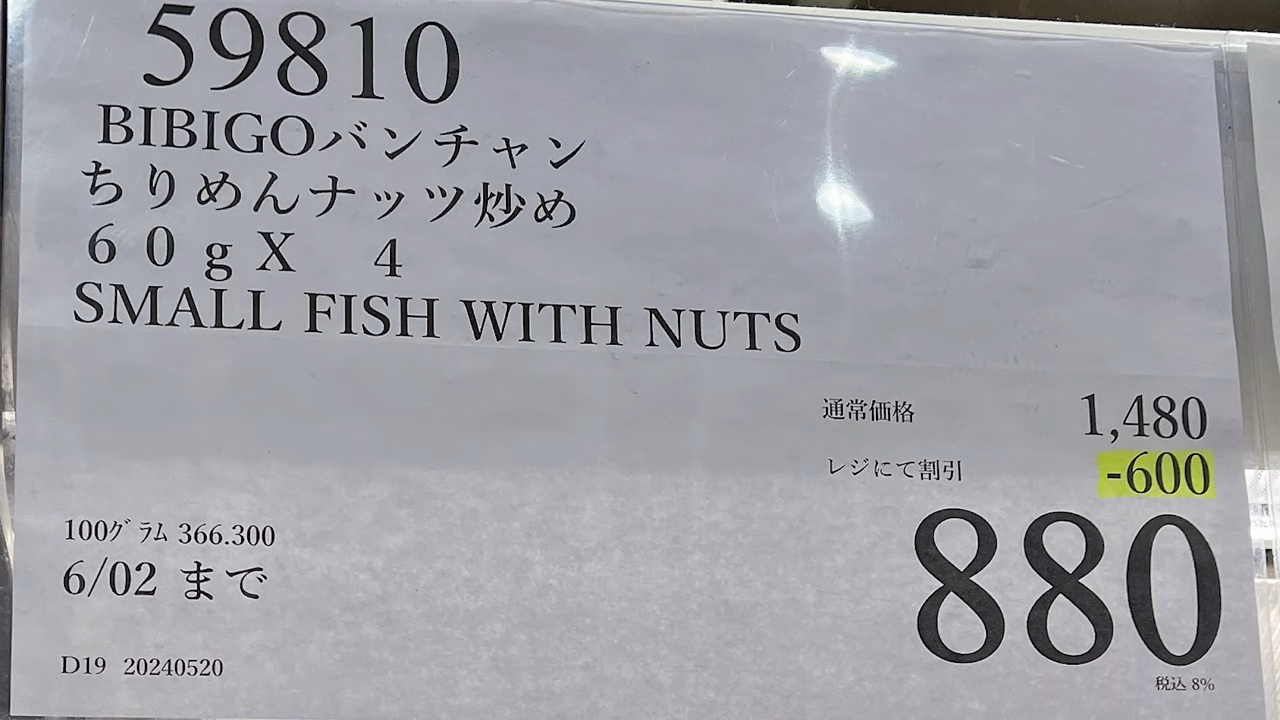 59810
BIBIGOバンチャン
ちりめんナッツ炒め
60gX 4
SMALL FISH WITH NUTS
通常価格 1,480
レジにて割引 -600
880
税込 8%
100グラム 366.300
6/02 まで
D19 20240520